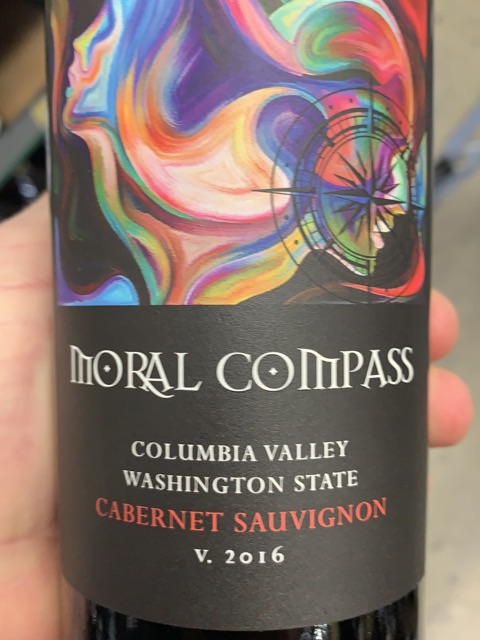 MORAL COMPASS
COLUMBIA VALLEY
WASHINGTON STATE
CABERNET SAUVIGNON
V. 2016